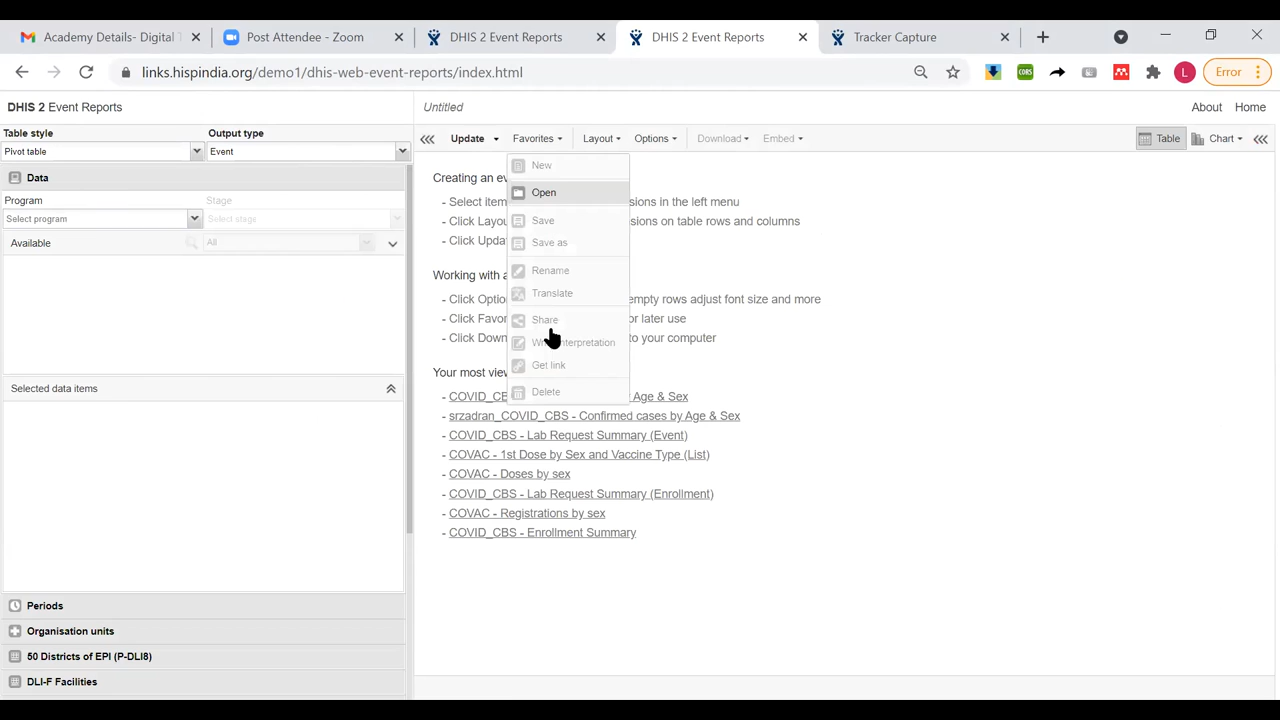 Academy Details- Digital T
Post Attendee - Zoom
DHIS 2 Event Reports
DHIS 2 Event Reports
Tracker Capture
links.hispindia.org/demo1/dhis-web-event-reports/index.html
CORS
L
Error
DHIS 2 Event Reports
Untitled
About Home
Table style Output type
Pivot table Event
Update Favorites Layout Options Download Embed Table Chart
Data
Program Stage
Select program Select stage
Available All
Selected data items
Periods
Organisation units
50 Districts of EPI (P-DLI8)
DLI-F Facilities
New
Open
Save
Save as
Rename
Translate
Share
Get link
Delete
Creating an
- Select item sions in the left menu
- Click Layou sions on table rows and columns
- Click Upda
Working with a
- Click Optio empty rows adjust font size and more
- Click Favor or later use
- Click Down to your computer
Your most view
- COVID_CB Age & Sex
- srzadran_COVID_CBS - Confirmed cases by Age & Sex
- COVID_CBS - Lab Request Summary (Event)
- COVAC - 1st Dose by Sex and Vaccine Type (List)
- COVAC - Doses by sex
- COVID_CBS - Lab Request Summary (Enrollment)
- COVAC - Registrations by sex
- COVID_CBS - Enrollment Summary